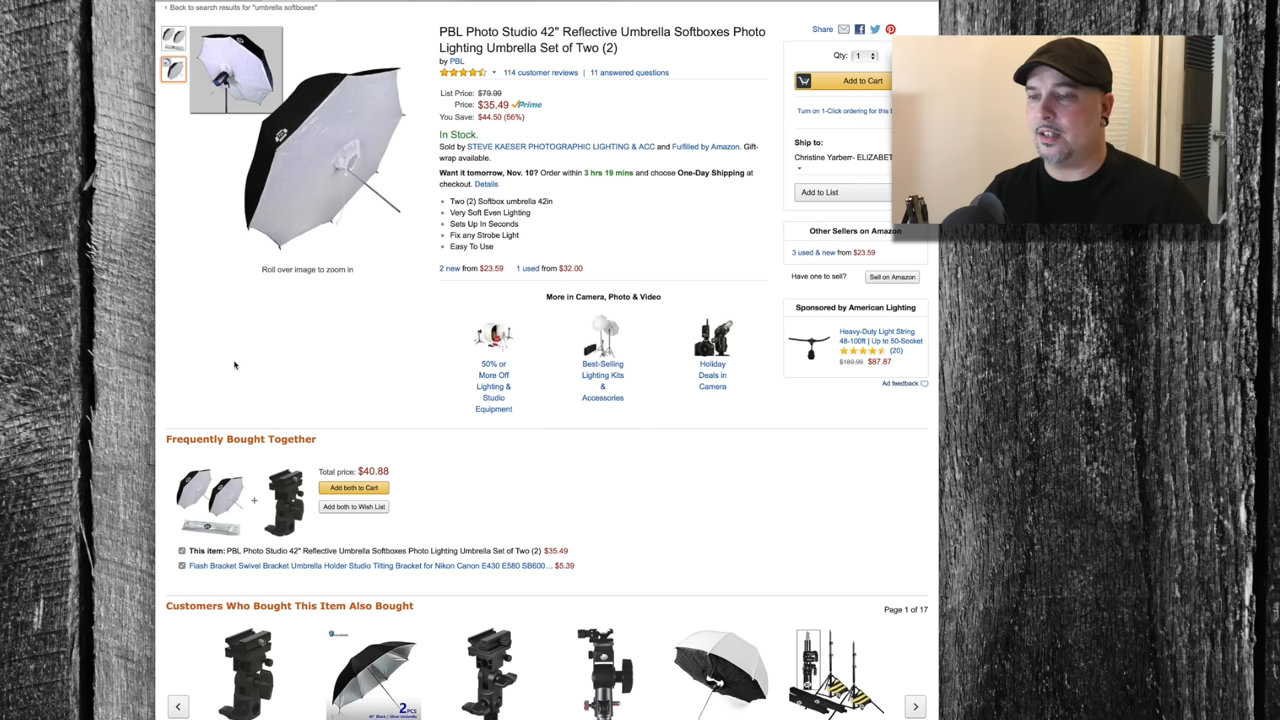 ‹ Back to search results for "umbrella softboxes"
PBL Photo Studio 42" Reflective Umbrella Softboxes Photo
Lighting Umbrella Set of Two (2)
by PBL
114 customer reviews | 11 answered questions
List Price: $79.99
Price: $35.49 Prime
You Save: $44.50 (56%)
In Stock.
Sold by STEVE KAESER PHOTOGRAPHIC LIGHTING & ACC and Fulfilled by Amazon. Gift-
wrap available.
Want it tomorrow, Nov. 10? Order within 3 hrs 19 mins and choose One-Day Shipping at
checkout. Details
Two (2) Softbox umbrella 42in
Very Soft Even Lighting
Sets Up In Seconds
Fix any Strobe Light
Easy To Use
2 new from $23.59 1 used from $32.00
Roll over image to zoom in
More in Camera, Photo & Video
50% or
More Off
Lighting &
Studio
Equipment
Best-Selling
Lighting Kits
&
Accessories
Holiday
Deals in
Camera
Share
Qty: 1
Add to Cart
Turn on 1-Click ordering for this
Ship to:
Christine Yarberr- ELIZABET
Add to List
Other Sellers on Amazon
3 used & new from $23.59
Have one to sell? Sell on Amazon
Sponsored by American Lighting
Heavy-Duty Light String
48-100ft | Up to 50-Socket
(20)
$189.99 $87.87
Ad feedback
Frequently Bought Together
Total price: $40.88
Add both to Cart
Add both to Wish List
This item: PBL Photo Studio 42" Reflective Umbrella Softboxes Photo Lighting Umbrella Set of Two (2) $35.49
Flash Bracket Swivel Bracket Umbrella Holder Studio Tilting Bracket for Nikon Canon E430 E580 SB600... $5.39
Customers Who Bought This Item Also Bought
Page 1 of 17
2PCS